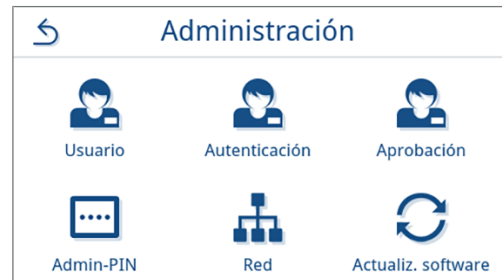 Administración
Usuario
Autenticación
Aprobación
Admin-PIN
Red
Actualiz. software